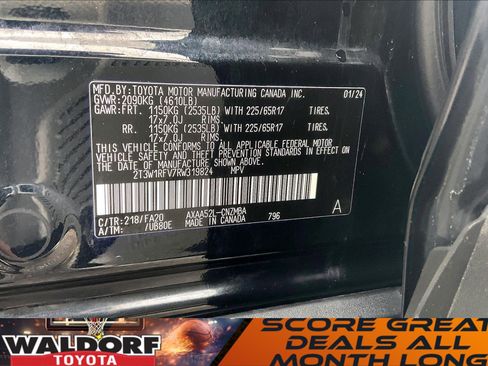 MFD. BY: TOYOTA MOTOR MANUFACTURING CANADA INC. 01/24
GVWR: 2090KG (4610LB)
GAWR: FRT. 1150KG (2535LB) WITH 225/65R17 TIRES.
17x7.0J RIMS.
RR. 1150KG (2535LB) WITH 225/65R17 TIRES.
17x7.0J RIMS.
THIS VEHICLE CONFORMS TO ALL APPLICABLE FEDERAL MOTOR
VEHICLE SAFETY AND THEFT PREVENTION STANDARDS IN EFFECT ON
THE DATE OF MANUFACTURE SHOWN ABOVE.
2T3W1RFV7RW319824 MPV
C/TR: 218/FA20 AXAA52L-CNZMBA 796 A
A/TM: /UB80E MADE IN CANADA
WALDORF
TOYOTA
SCORE GREAT
DEALS ALL
MONTH LONG